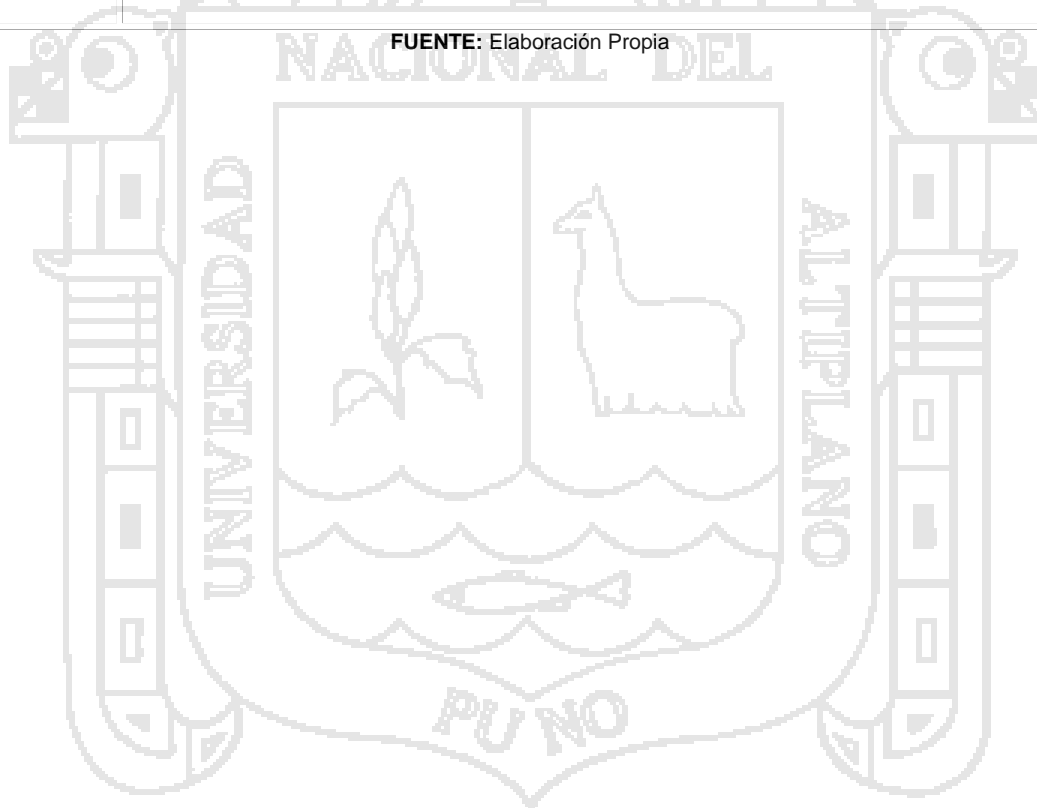 FUENTE: Elaboración Propia
NACIONAL DEL
UNIVERSIDAD
ALTIPLANO
PUNO